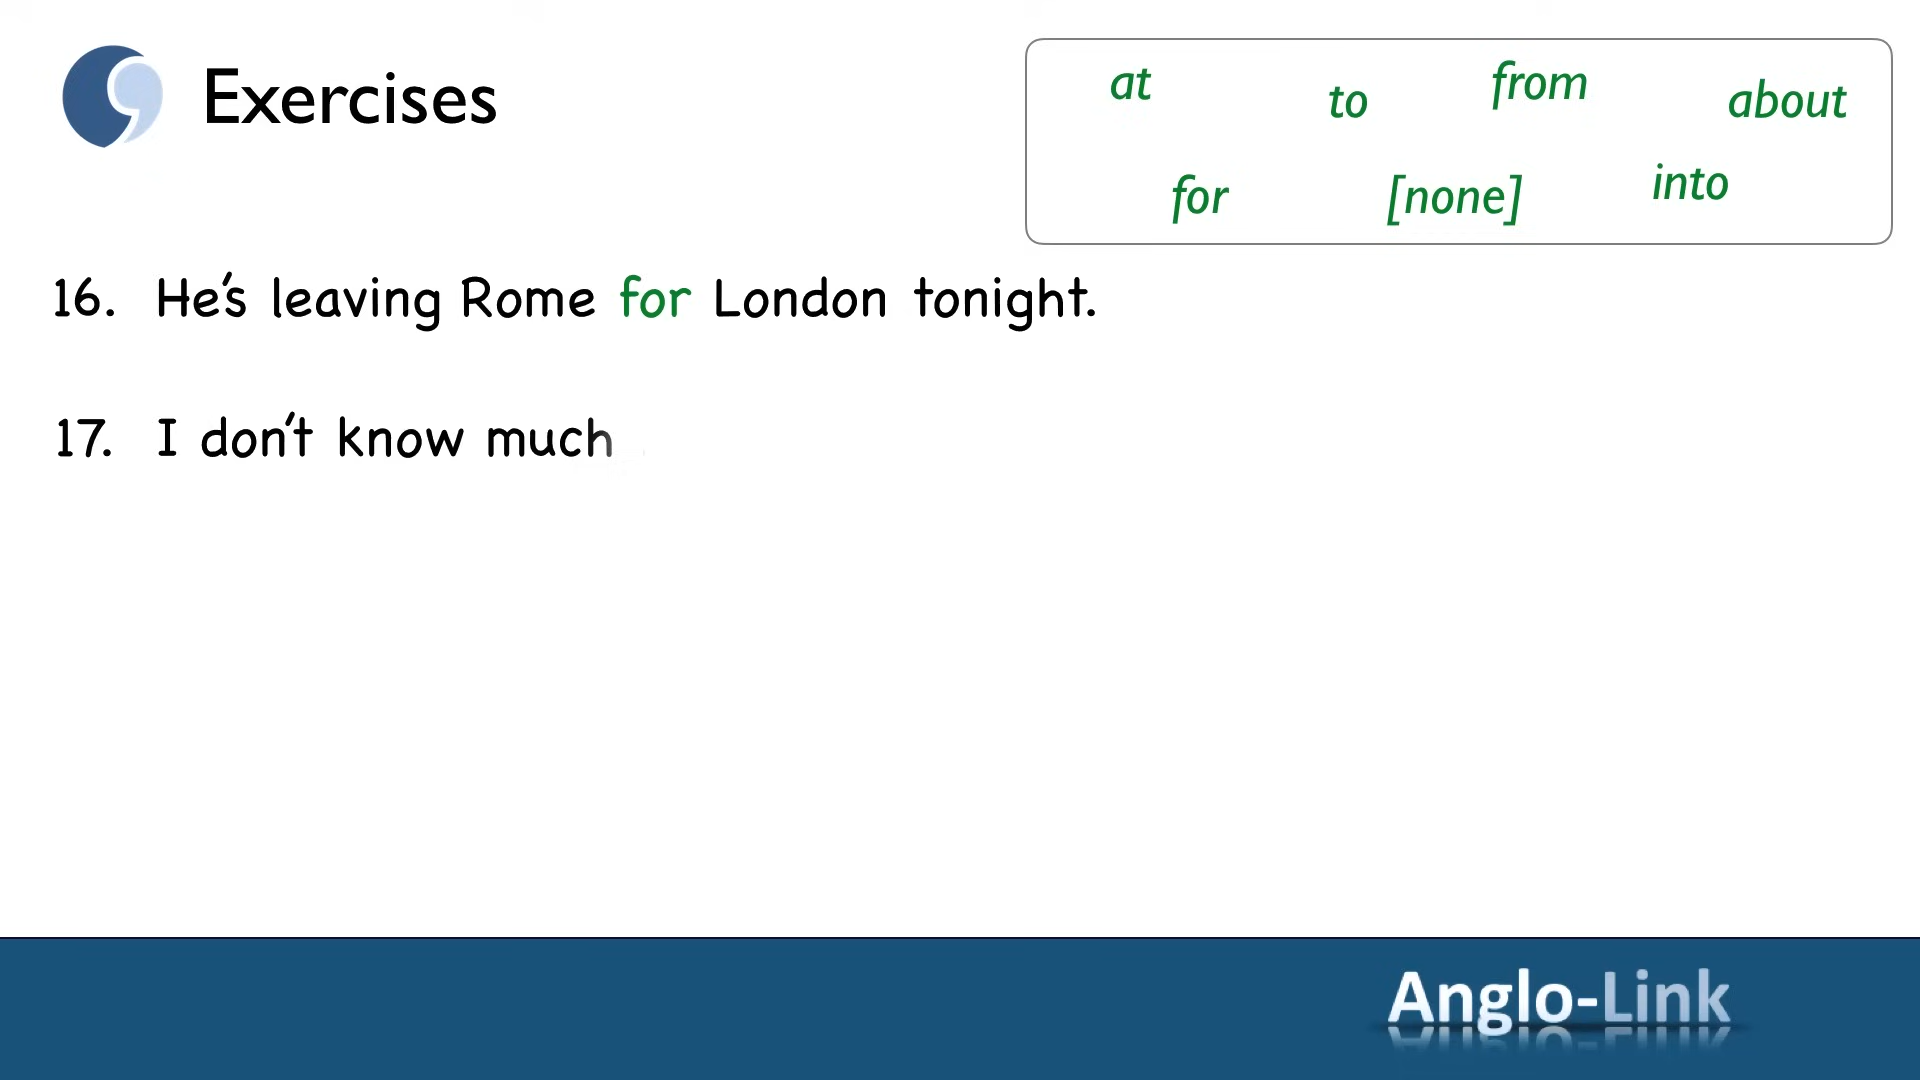 Exercises
at to from about
for [none] into
16. He's leaving Rome for London tonight.
17. I don't know much
Anglo-Link